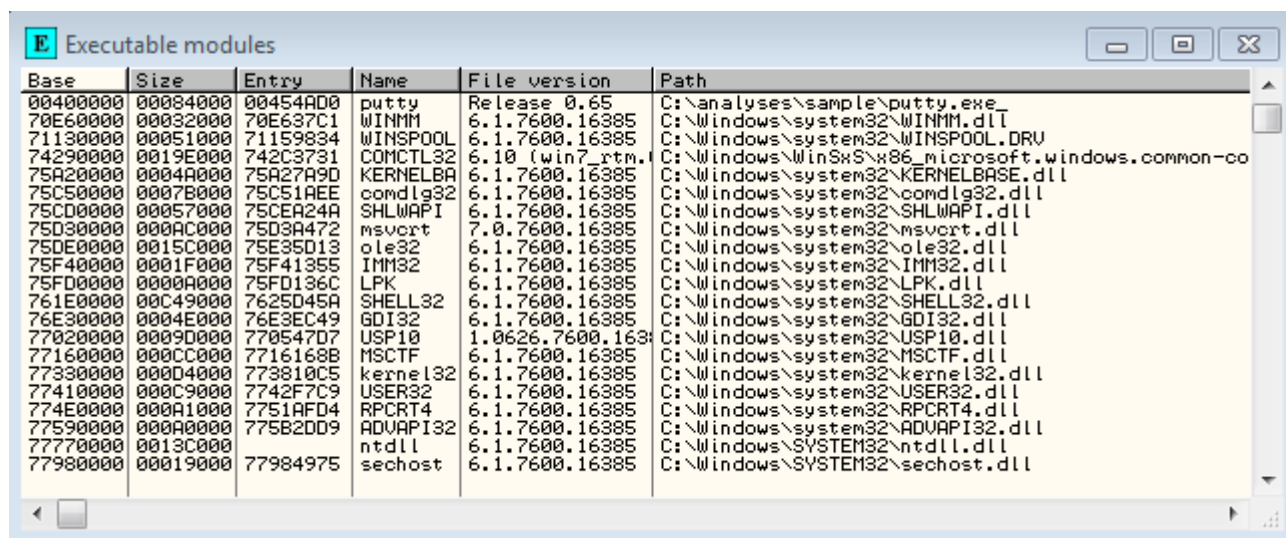 E Executable modules
Base Size Entry Name File version Path
00400000 00084000 00454AD0 putty Release 0.65 C:\analyses\sample\putty.exe_
70E60000 00032000 70E637C1 WINMM 6.1.7600.16385 C:\Windows\system32\WINMM.dll
71130000 00051000 71159834 WINSPOOL 6.1.7600.16385 C:\Windows\system32\WINSPOOL.DRV
74290000 0019E000 742C3731 COMCTL32 6.10 (win7_rtm. C:\Windows\WinSxS\x86_microsoft.windows.common-co
75A20000 0004A000 75A27A9D KERNELBA 6.1.7600.16385 C:\Windows\system32\KERNELBASE.dll
75C50000 0007B000 75C51AEE comdlg32 6.1.7600.16385 C:\Windows\system32\comdlg32.dll
75CD0000 00057000 75CEA24A SHLWAPI 6.1.7600.16385 C:\Windows\system32\SHLWAPI.dll
75D30000 000AC000 75D3A472 msvcrt 7.0.7600.16385 C:\Windows\system32\msvcrt.dll
75DE0000 0015C000 75E35D13 ole32 6.1.7600.16385 C:\Windows\system32\ole32.dll
75F40000 0001F000 75F41355 IMM32 6.1.7600.16385 C:\Windows\system32\IMM32.dll
75FD0000 0000A000 75FD136C LPK 6.1.7600.16385 C:\Windows\system32\LPK.dll
761E0000 00C49000 7625D45A SHELL32 6.1.7600.16385 C:\Windows\system32\SHELL32.dll
76E30000 0004E000 76E3EC49 GDI32 6.1.7600.16385 C:\Windows\system32\GDI32.dll
77020000 0009D000 770547D7 USP10 1.0626.7600.163 C:\Windows\system32\USP10.dll
77160000 000CC000 7716168B MSCTF 6.1.7600.16385 C:\Windows\system32\MSCTF.dll
77330000 000D4000 773810C5 kernel32 6.1.7600.16385 C:\Windows\system32\kernel32.dll
77410000 000C9000 7742F7C9 USER32 6.1.7600.16385 C:\Windows\system32\USER32.dll
774E0000 000A1000 7751AFD4 RPCRT4 6.1.7600.16385 C:\Windows\system32\RPCRT4.dll
77590000 000A0000 775B2DD9 ADVAPI32 6.1.7600.16385 C:\Windows\system32\ADVAPI32.dll
77770000 0013C000 ntdll 6.1.7600.16385 C:\Windows\SYSTEM32\ntdll.dll
77980000 00019000 77984975 sechost 6.1.7600.16385 C:\Windows\SYSTEM32\sechost.dll